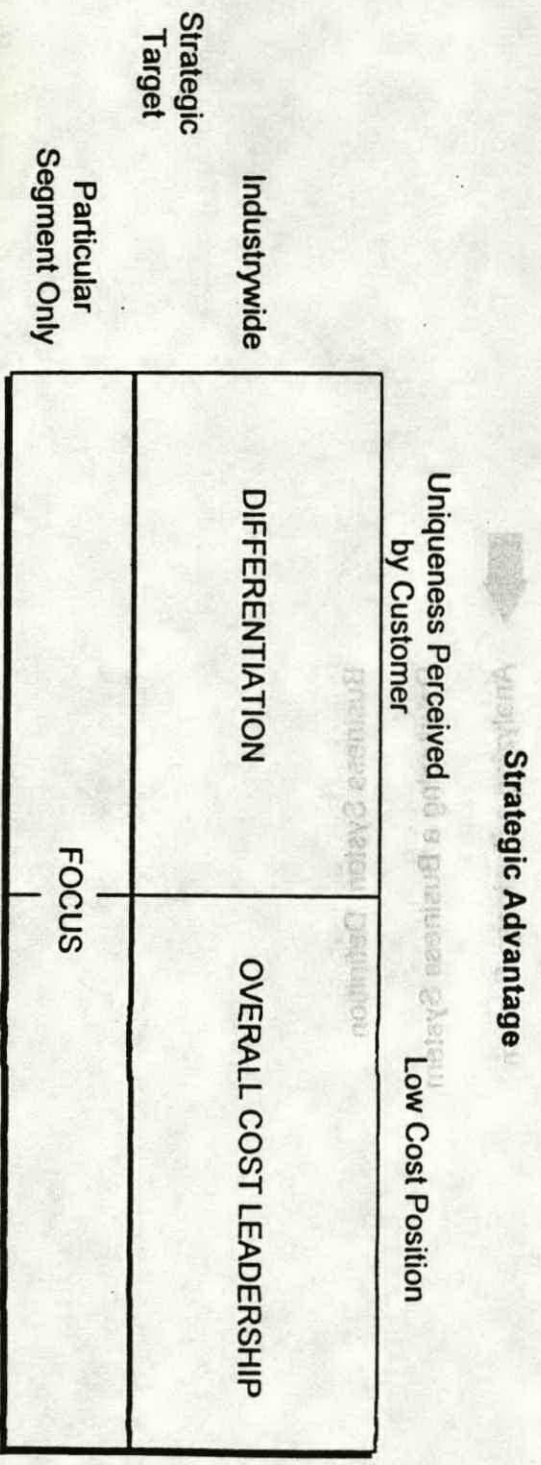 Strategic Advantage
Uniqueness Perceived
by Customer
Low Cost Position
Strategic
Target
Industrywide
DIFFERENTIATION
OVERALL COST LEADERSHIP
Particular
Segment Only
FOCUS